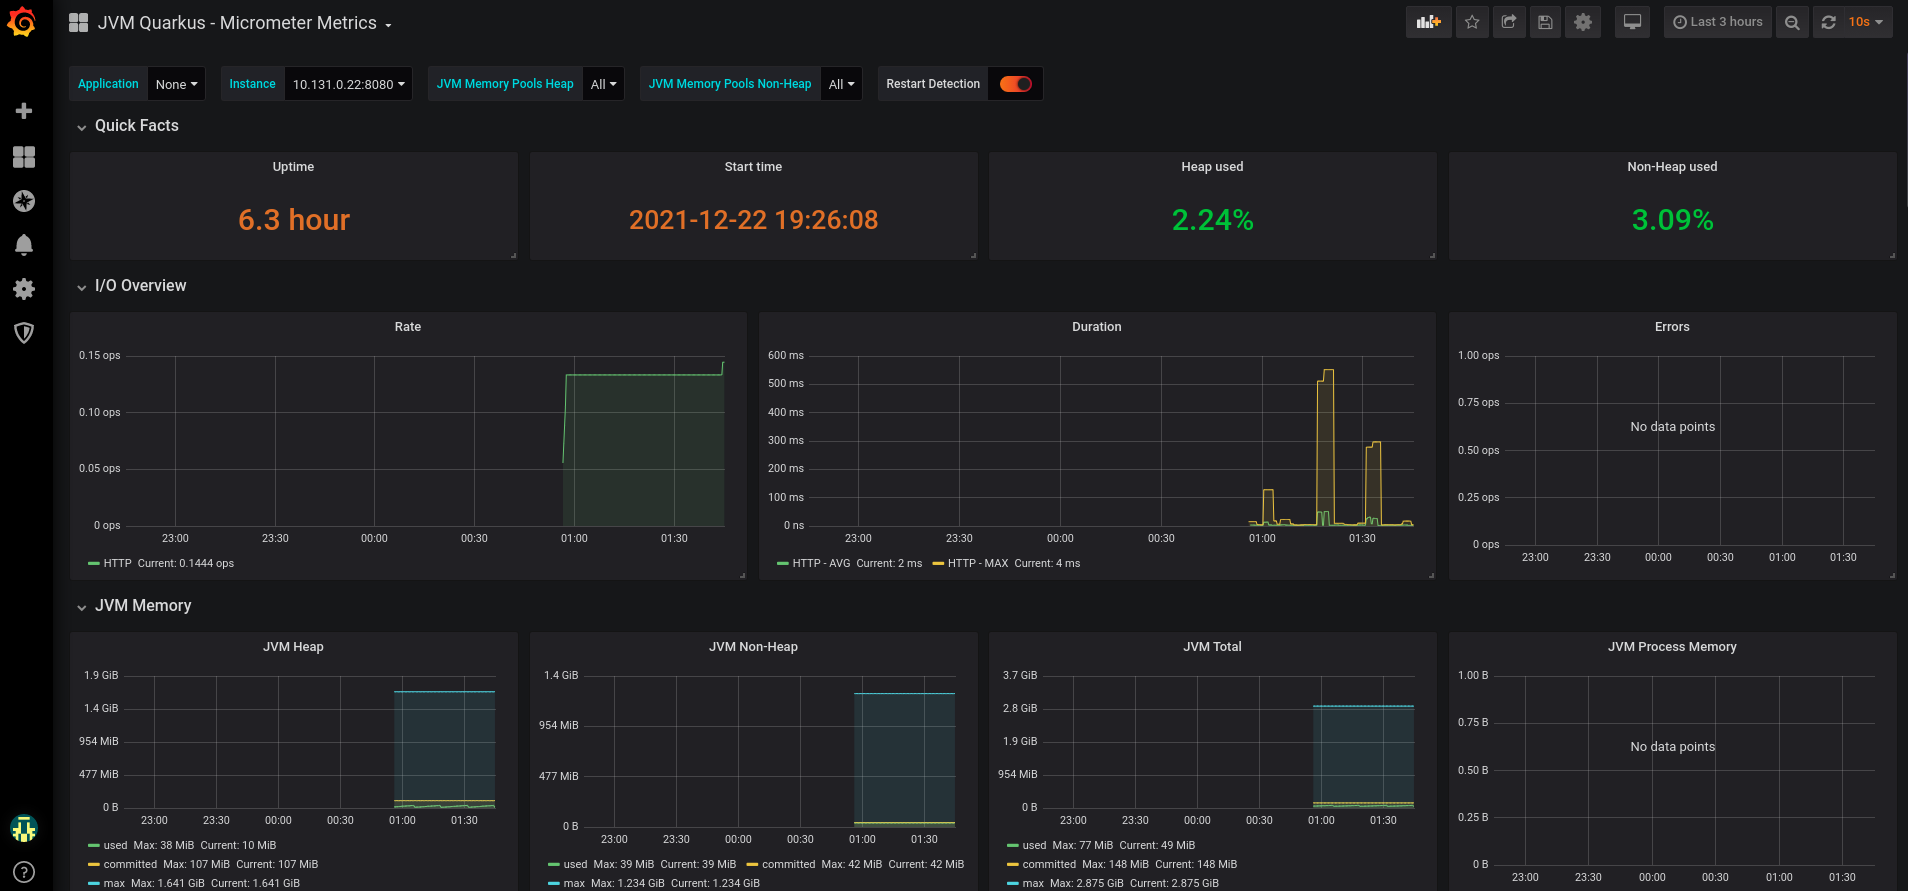 JVM Quarkus - Micrometer Metrics
Last 3 hours
10s
Application None
Instance 10.131.0.22:8080
JVM Memory Pools Heap All
JVM Memory Pools Non-Heap All
Restart Detection
Quick Facts
Uptime
6.3 hour
Start time
2021-12-22 19:26:08
Heap used
2.24%
Non-Heap used
3.09%
I/O Overview
Rate
0.15 ops
0.10 ops
0.05 ops
0 ops
23:00 23:30 00:00 00:30 01:00 01:30
HTTP Current: 0.1444 ops
Duration
600 ms
500 ms
400 ms
300 ms
200 ms
100 ms
0 ns
23:00 23:30 00:00 00:30 01:00 01:30
HTTP - AVG Current: 2 ms HTTP - MAX Current: 4 ms
Errors
1.00 ops
0.75 ops
No data points
0.50 ops
0.25 ops
0 ops
23:00 23:30 00:00 00:30 01:00 01:30
JVM Memory
JVM Heap
1.9 GiB
1.4 GiB
954 MiB
477 MiB
0 B
23:00 23:30 00:00 00:30 01:00 01:30
used Max: 38 MiB Current: 10 MiB
committed Max: 107 MiB Current: 107 MiB
max Max: 1.641 GiB Current: 1.641 GiB
JVM Non-Heap
1.4 GiB
954 MiB
477 MiB
0 B
23:00 23:30 00:00 00:30 01:00 01:30
used Max: 39 MiB Current: 39 MiB committed Max: 42 MiB Current: 42 MiB
max Max: 1.234 GiB Current: 1.234 GiB
JVM Total
3.7 GiB
2.8 GiB
1.9 GiB
954 MiB
0 B
23:00 23:30 00:00 00:30 01:00 01:30
used Max: 77 MiB Current: 49 MiB
committed Max: 148 MiB Current: 148 MiB
max Max: 2.875 GiB Current: 2.875 GiB
JVM Process Memory
1.00 B
0.75 B
No data points
0.50 B
0.25 B
0 B
23:00 23:30 00:00 00:30 01:00 01:30